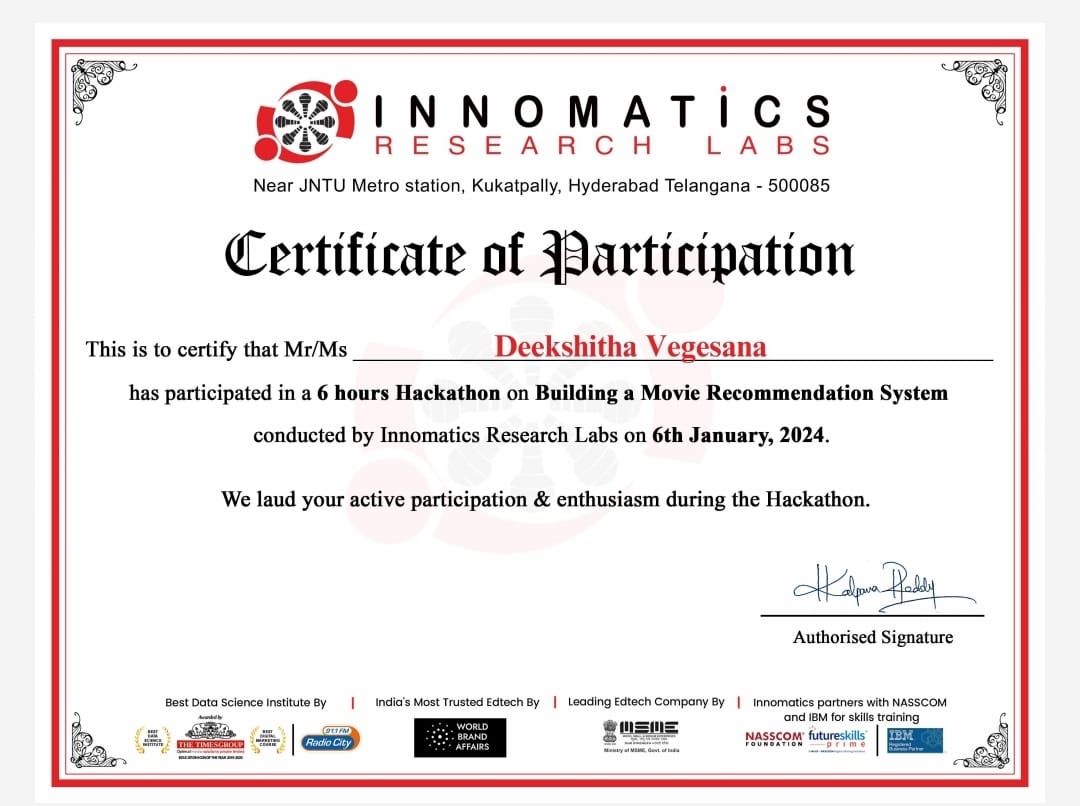 INNOMATICS
RESEARCH LABS
Near JNTU Metro station, Kukatpally, Hyderabad Telangana - 500085
Certificate of Participation
This is to certify that Mr/Ms Deekshitha Vegesana
has participated in a 6 hours Hackathon on Building a Movie Recommendation System
conducted by Innomatics Research Labs on 6th January, 2024.
We laud your active participation & enthusiasm during the Hackathon.
Kalpana Reddy
Authorised Signature
Best Data Science Institute By | India's Most Trusted Edtech By | Leading Edtech Company By | Innomatics partners with NASSCOM
and IBM for skills training
Awarded by
BEST DATA SCIENCE INSTITUTE
THE TIMES GROUP
BEST DIGITAL MARKETING COURSE
91.1 FM
Radio City
WORLD
BRAND
AFFAIRS
MSME
Ministry of MSME, Govt. of India
NASSCOM
FOUNDATION
futureskills
prime
IBM
Registered
Business Partner